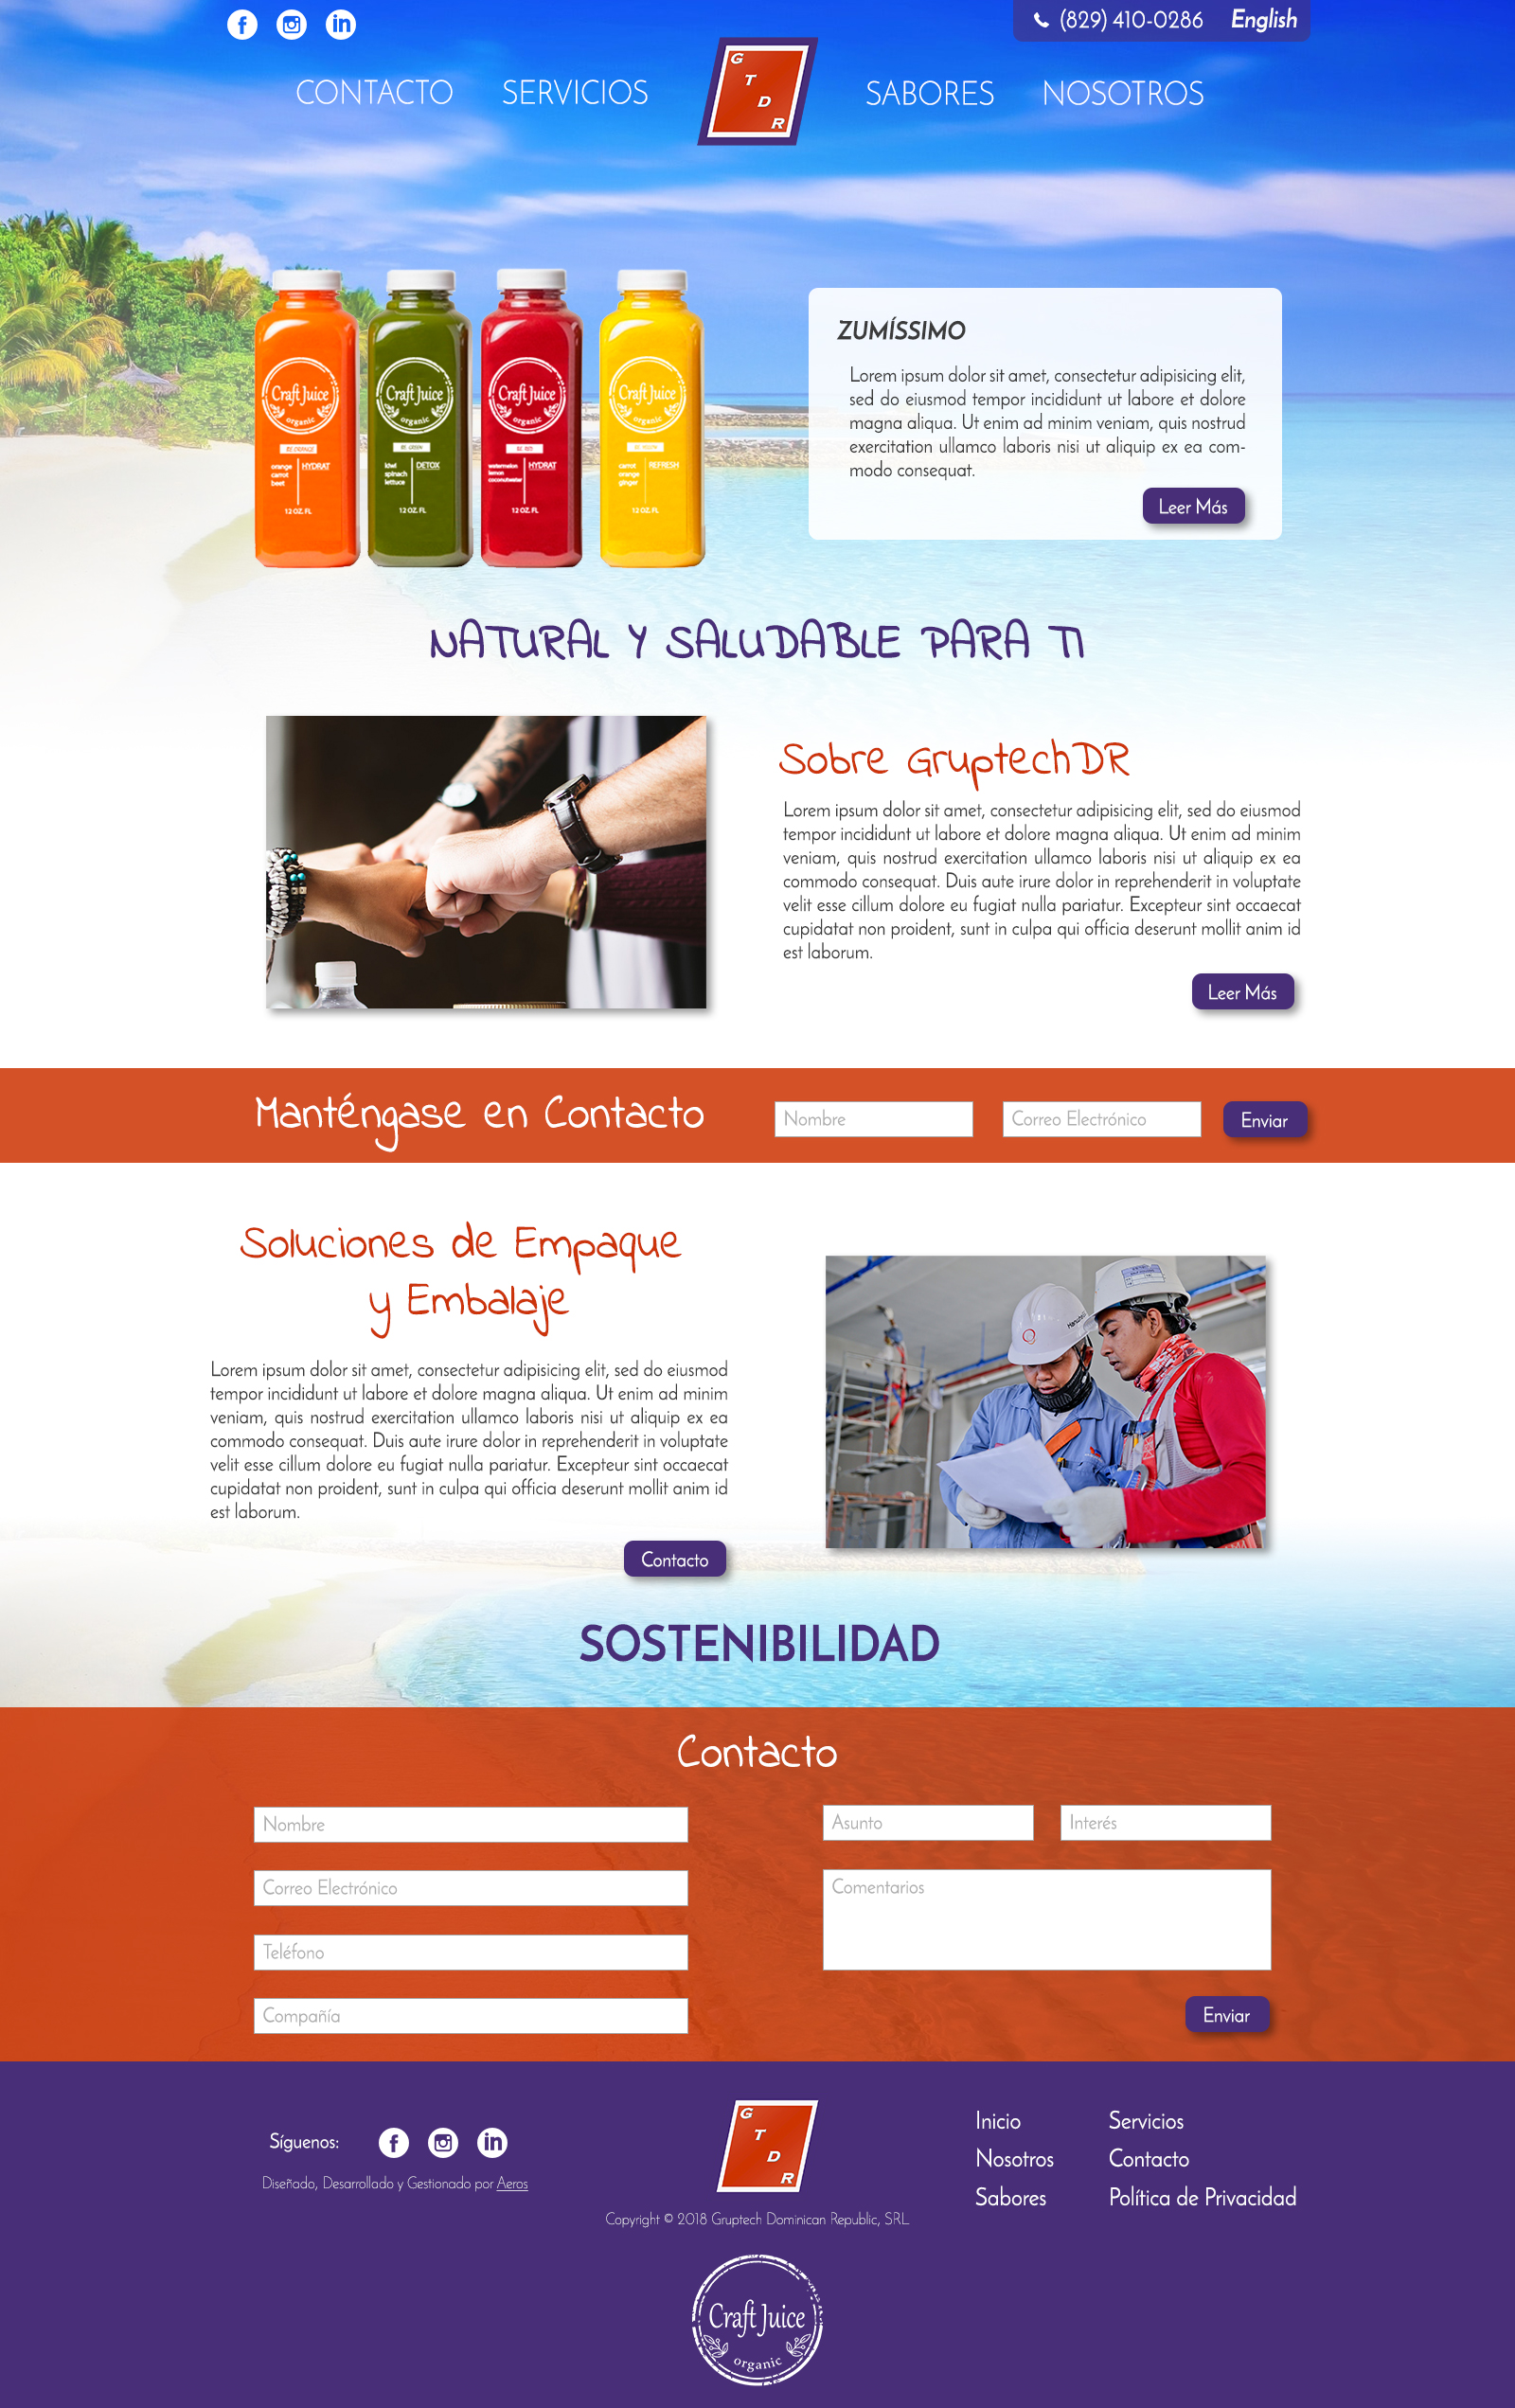 (829) 410-0286 English
CONTACTO SERVICIOS SABORES NOSOTROS
G
T
D
R
Craft Juice
organic
BE ORANGE
orange
carrot
beet
HYDRAT
12 OZ. FL
Craft Juice
organic
BE GREEN
kiwi
spinach
lettuce
DETOX
12 OZ. FL
Craft Juice
organic
BE RED
watermelon
lemon
coconutwater
HYDRAT
12 OZ. FL
Craft Juice
organic
BE YELLOW
carrot
orange
ginger
REFRESH
12 OZ. FL
ZUMÍSSIMO
Lorem ipsum dolor sit amet, consectetur adipisicing elit,
sed do eiusmod tempor incididunt ut labore et dolore
magna aliqua. Ut enim ad minim veniam, quis nostrud
exercitation ullamco laboris nisi ut aliquip ex ea com-
modo consequat.
Leer Más
NATURAL Y SALUDABLE PARA TI
Sobre GruptechDR
Lorem ipsum dolor sit amet, consectetur adipisicing elit, sed do eiusmod
tempor incididunt ut labore et dolore magna aliqua. Ut enim ad minim
veniam, quis nostrud exercitation ullamco laboris nisi ut aliquip ex ea
commodo consequat. Duis aute irure dolor in reprehenderit in voluptate
velit esse cillum dolore eu fugiat nulla pariatur. Excepteur sint occaecat
cupidatat non proident, sunt in culpa qui officia deserunt mollit anim id
est laborum.
Leer Más
Manténgase en Contacto
Nombre
Correo Electrónico
Enviar
Soluciones de Empaque
y Embalaje
Lorem ipsum dolor sit amet, consectetur adipisicing elit, sed do eiusmod
tempor incididunt ut labore et dolore magna aliqua. Ut enim ad minim
veniam, quis nostrud exercitation ullamco laboris nisi ut aliquip ex ea
commodo consequat. Duis aute irure dolor in reprehenderit in voluptate
velit esse cillum dolore eu fugiat nulla pariatur. Excepteur sint occaecat
cupidatat non proident, sunt in culpa qui officia deserunt mollit anim id
est laborum.
Contacto
SOSTENIBILIDAD
Contacto
Nombre
Correo Electrónico
Teléfono
Compañía
Asunto
Interés
Comentarios
Enviar
Síguenos:
Diseñado, Desarrollado y Gestionado por Aeros
G
T
D
R
Copyright © 2018 Gruptech Dominican Republic, SRL
Craft Juice
organic
Inicio
Nosotros
Sabores
Servicios
Contacto
Política de Privacidad